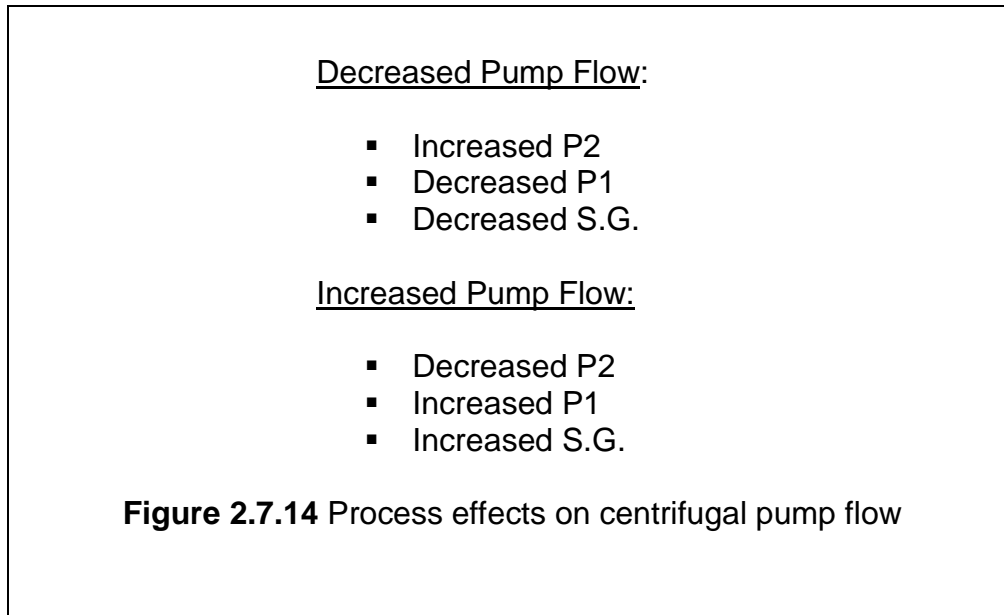 Decreased Pump Flow:
▪ Increased P2
▪ Decreased P1
▪ Decreased S.G.
Increased Pump Flow:
▪ Decreased P2
▪ Increased P1
▪ Increased S.G.
Figure 2.7.14 Process effects on centrifugal pump flow